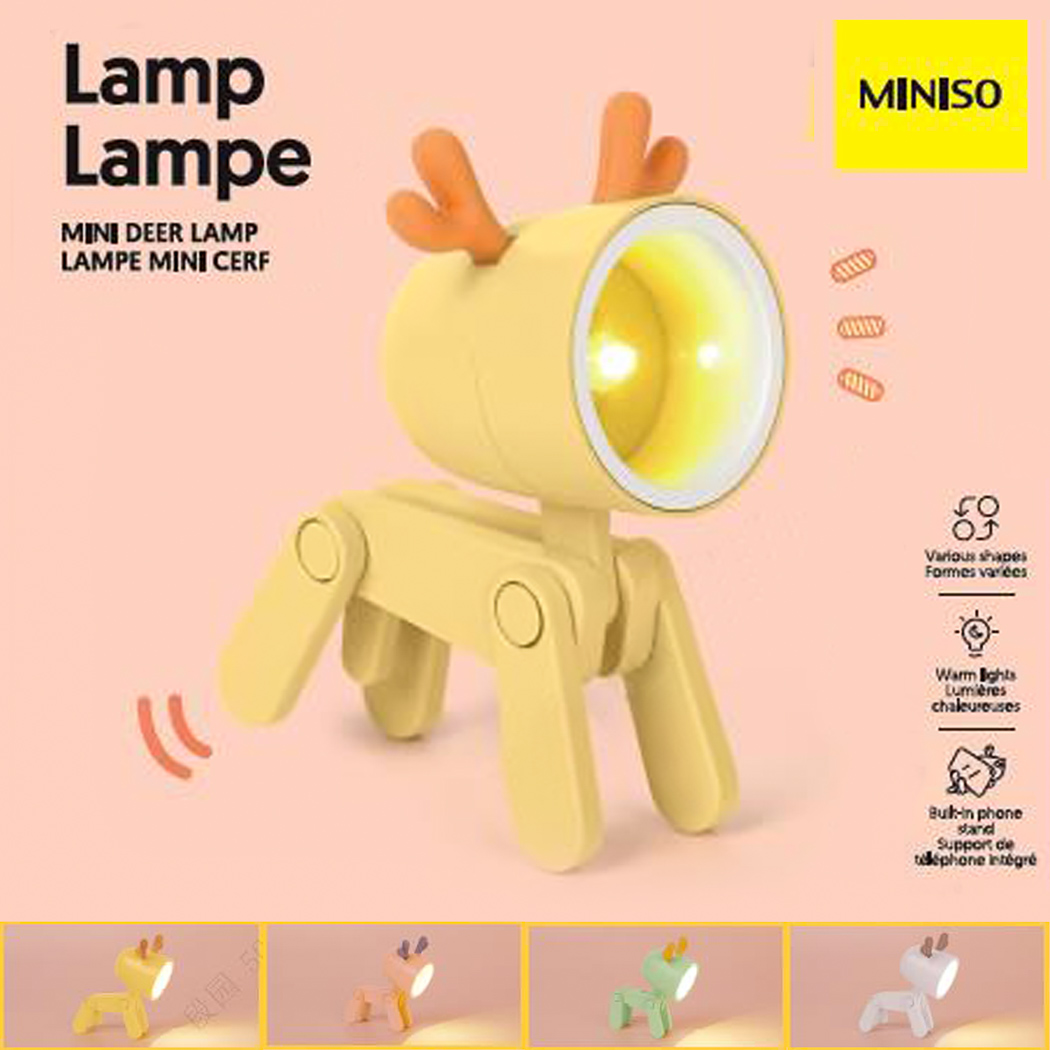 Lamp
Lampe
MINI DEER LAMP
LAMPE MINI CERF
MINISO
Various shapes
Formes variées
Warm lights
Lumières
chaleureuses
Built-in phone
stand
Support de
téléphone intégré